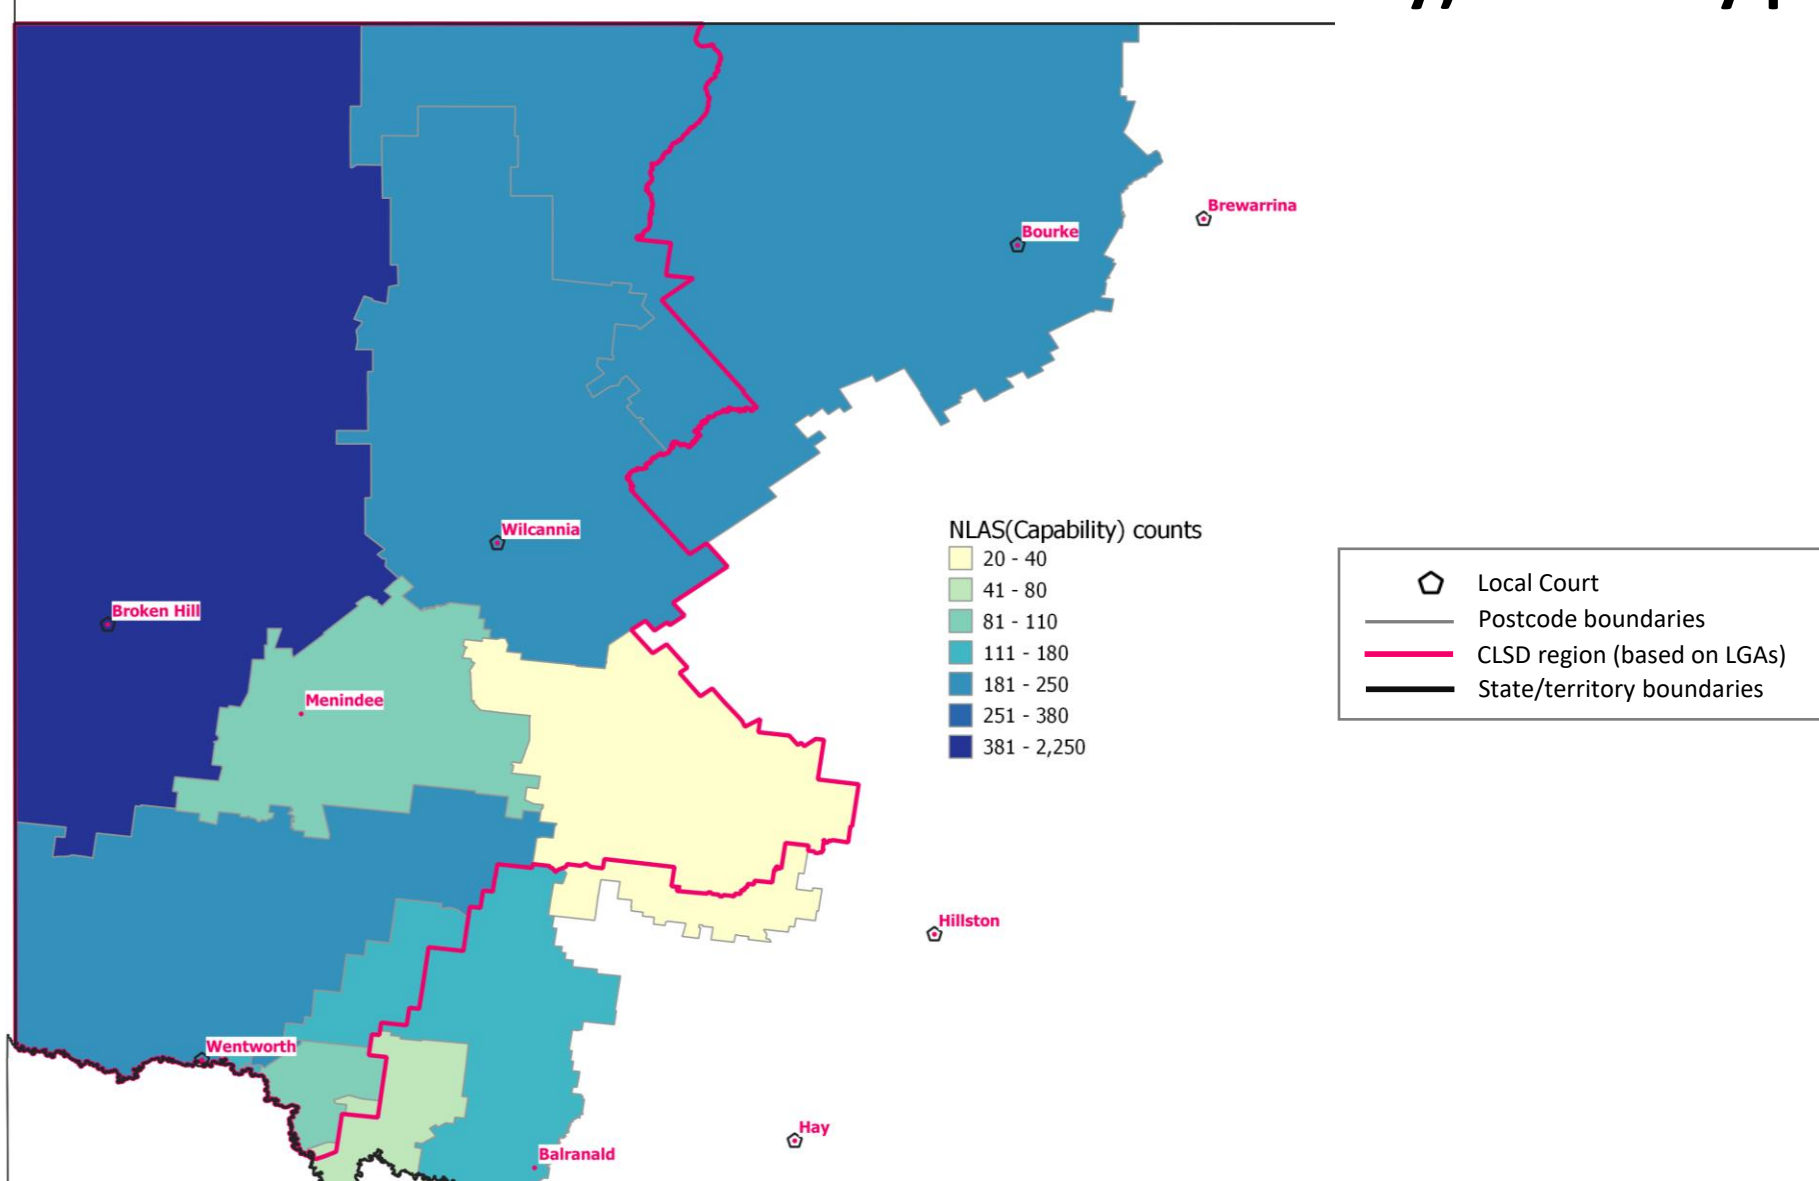 Brewarrina
Bourke
Wilcannia
Broken Hill
Menindee
NLAS(Capability) counts
20 - 40
41 - 80
81 - 110
111 - 180
181 - 250
251 - 380
381 - 2,250
Local Court
Postcode boundaries
CLSD region (based on LGAs)
State/territory boundaries
Hillston
Wentworth
Hay
Balranald